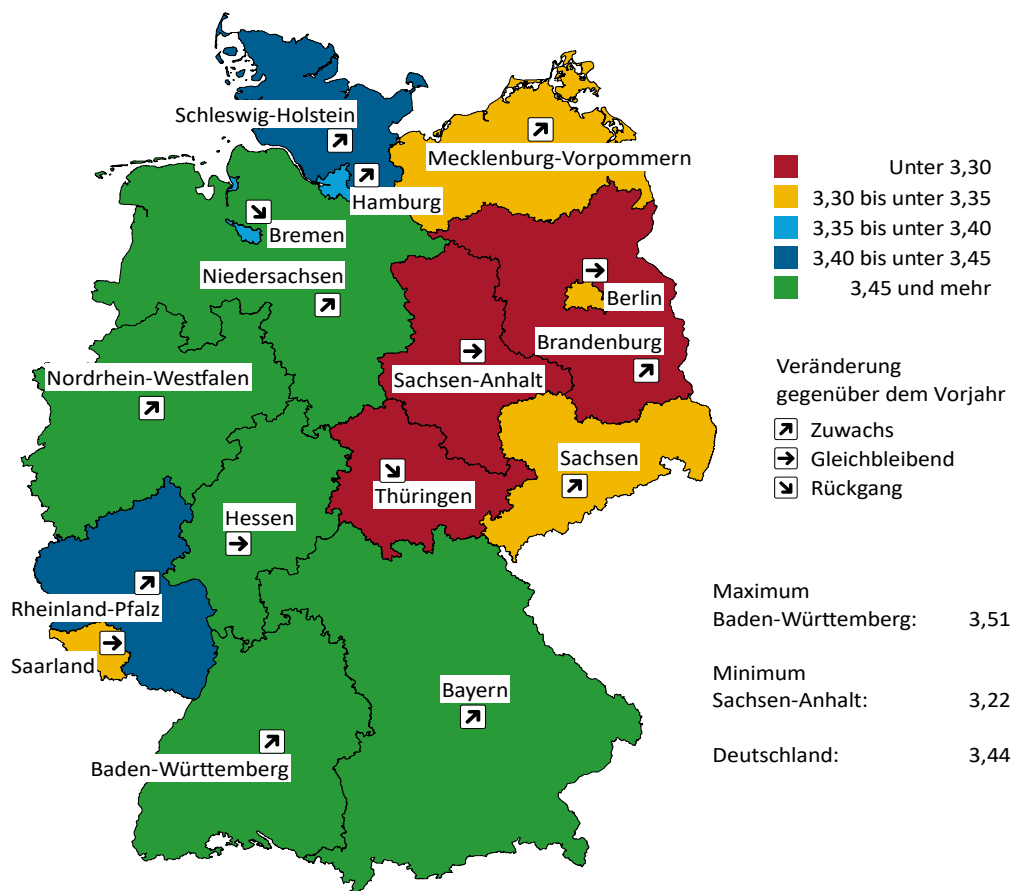 Schleswig-Holstein
Mecklenburg-Vorpommern
Hamburg
Bremen
Niedersachsen
Berlin
Brandenburg
Nordrhein-Westfalen
Sachsen-Anhalt
Sachsen
Thüringen
Hessen
Rheinland-Pfalz
Saarland
Bayern
Baden-Württemberg
Unter 3,30
3,30 bis unter 3,35
3,35 bis unter 3,40
3,40 bis unter 3,45
3,45 und mehr
Veränderung
gegenüber dem Vorjahr
Zuwachs
Gleichbleibend
Rückgang
Maximum
Baden-Württemberg: 3,51
Minimum
Sachsen-Anhalt: 3,22
Deutschland: 3,44